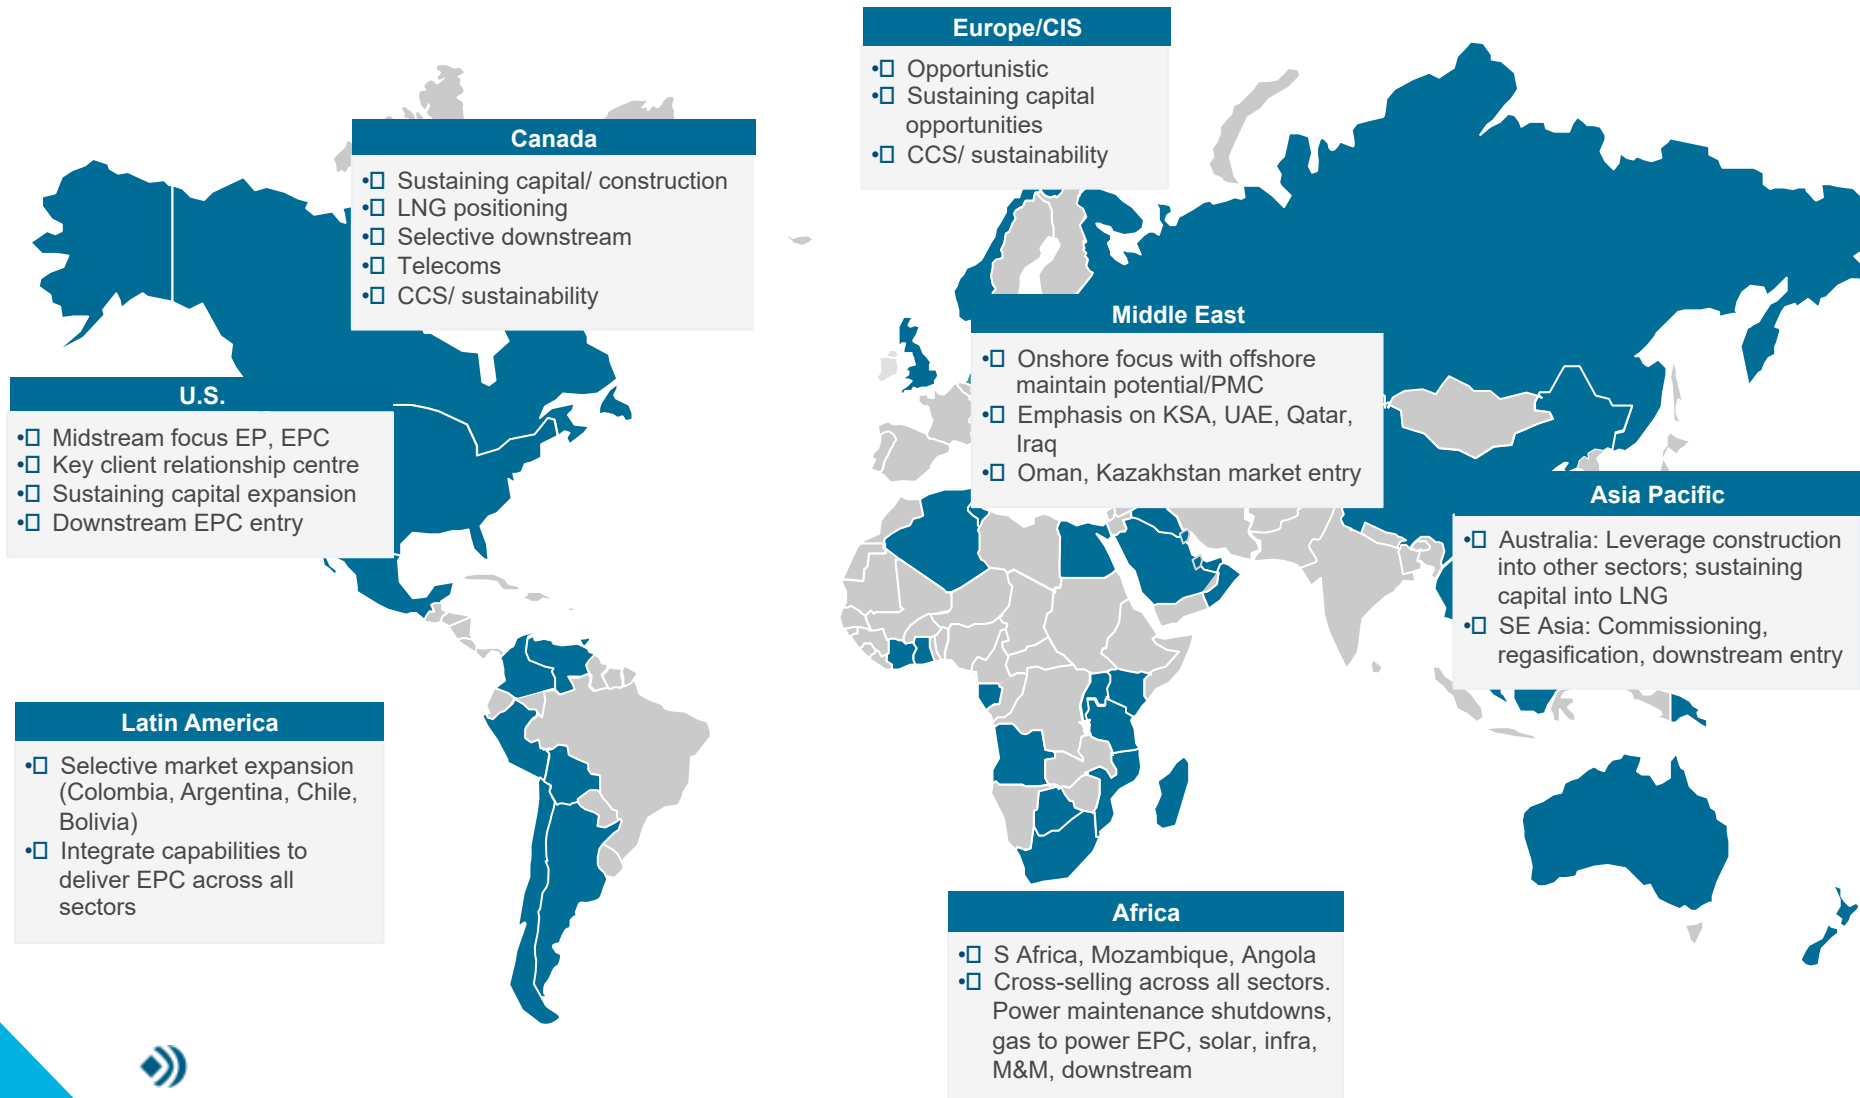 Europe/CIS
•□ Opportunistic
•□ Sustaining capital
opportunities
•□ CCS/ sustainability
Canada
•□ Sustaining capital/ construction
•□ LNG positioning
•□ Selective downstream
•□ Telecoms
•□ CCS/ sustainability
Middle East
•□ Onshore focus with offshore
maintain potential/PMC
•□ Emphasis on KSA, UAE, Qatar,
Iraq
•□ Oman, Kazakhstan market entry
U.S.
•□ Midstream focus EP, EPC
•□ Key client relationship centre
•□ Sustaining capital expansion
•□ Downstream EPC entry
Asia Pacific
•□ Australia: Leverage construction
into other sectors; sustaining
capital into LNG
•□ SE Asia: Commissioning,
regasification, downstream entry
Latin America
•□ Selective market expansion
(Colombia, Argentina, Chile,
Bolivia)
•□ Integrate capabilities to
deliver EPC across all
sectors
Africa
•□ S Africa, Mozambique, Angola
•□ Cross-selling across all sectors.
Power maintenance shutdowns,
gas to power EPC, solar, infra,
M&M, downstream